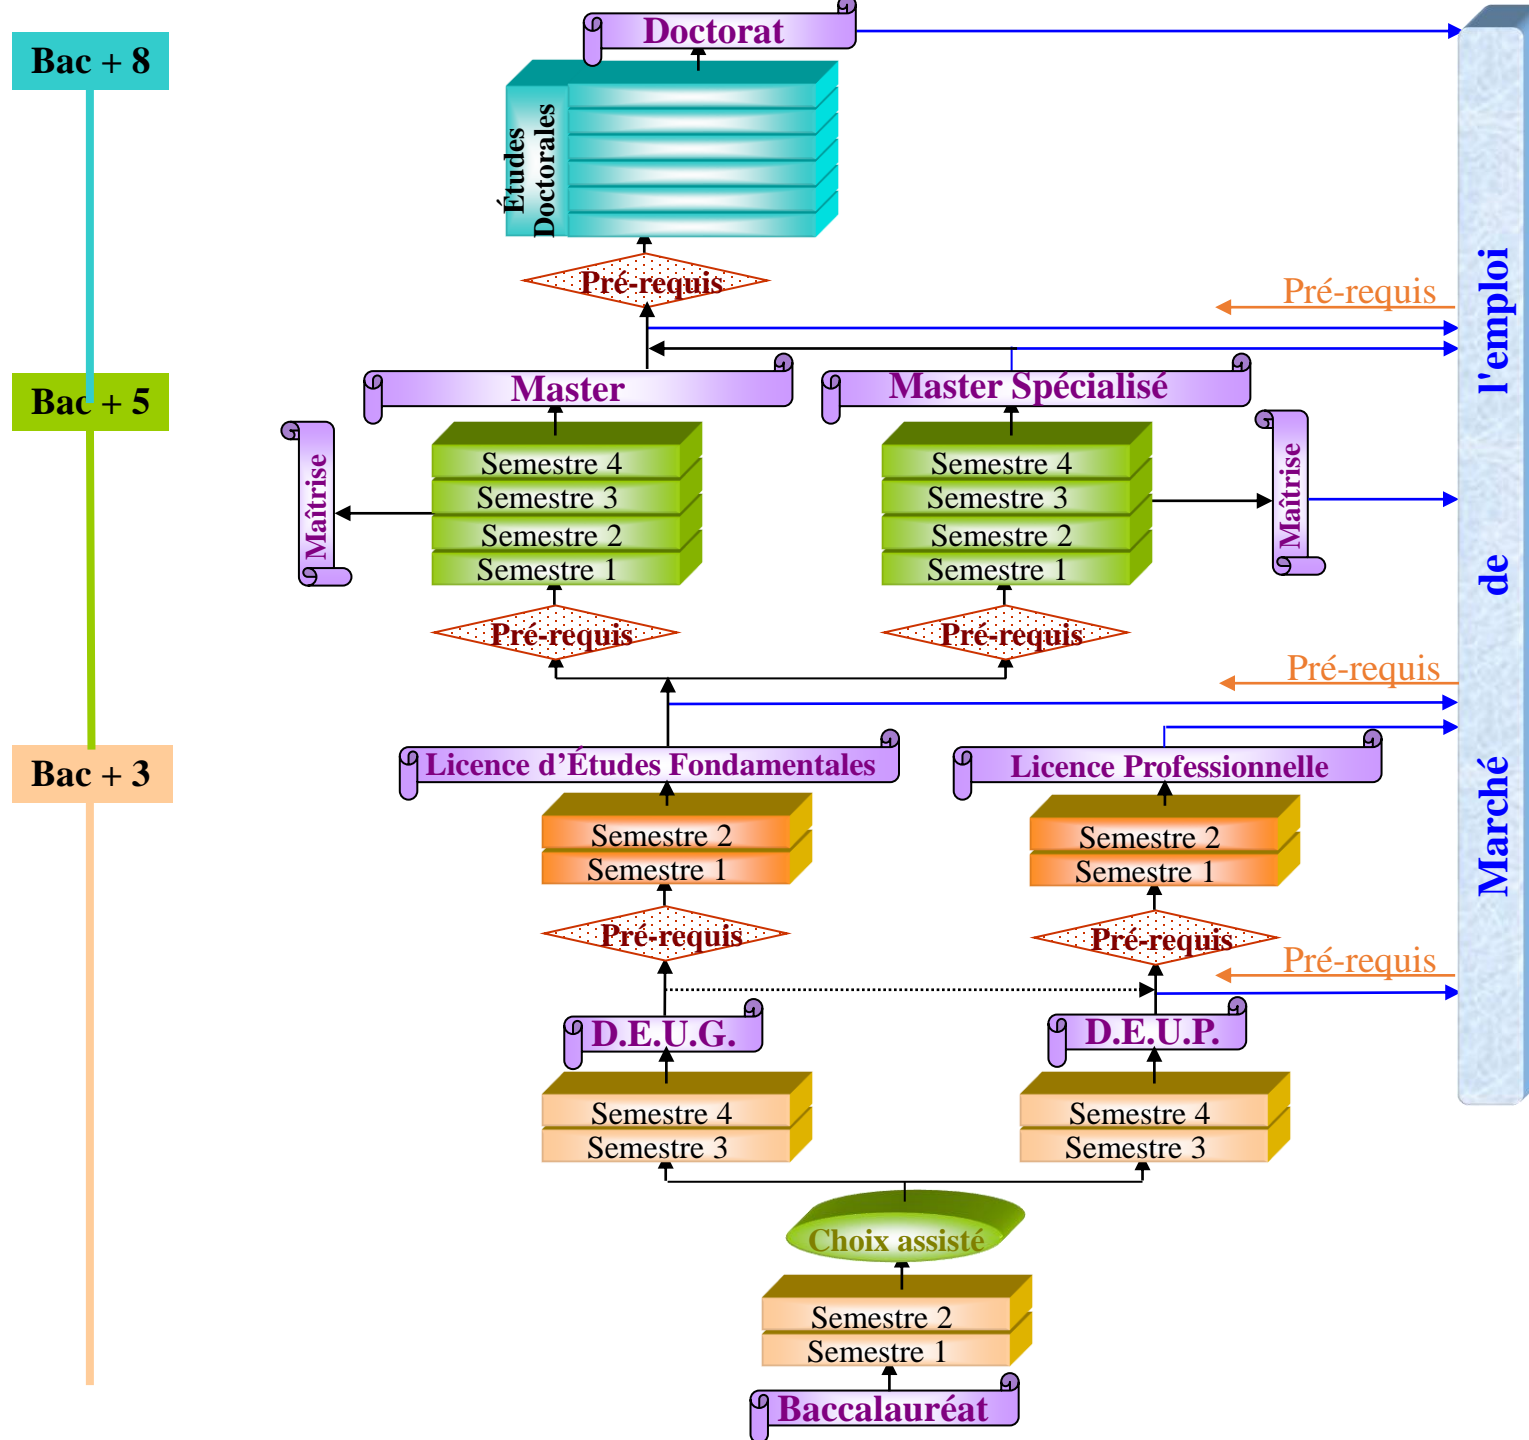 Doctorat
Bac + 8
Études
Doctorales
Pré-requis
Pré-requis
Bac + 5
Master
Master Spécialisé
Maîtrise
Semestre 4
Semestre 3
Semestre 2
Semestre 1
Semestre 4
Semestre 3
Semestre 2
Semestre 1
Maîtrise
Pré-requis
Pré-requis
Pré-requis
Bac + 3
Licence d’Études Fondamentales
Licence Professionnelle
Semestre 2
Semestre 1
Semestre 2
Semestre 1
Pré-requis
Pré-requis
Pré-requis
D.E.U.G.
D.E.U.P.
Semestre 4
Semestre 3
Semestre 4
Semestre 3
Choix assisté
Semestre 2
Semestre 1
Baccalauréat
Marché de l'emploi